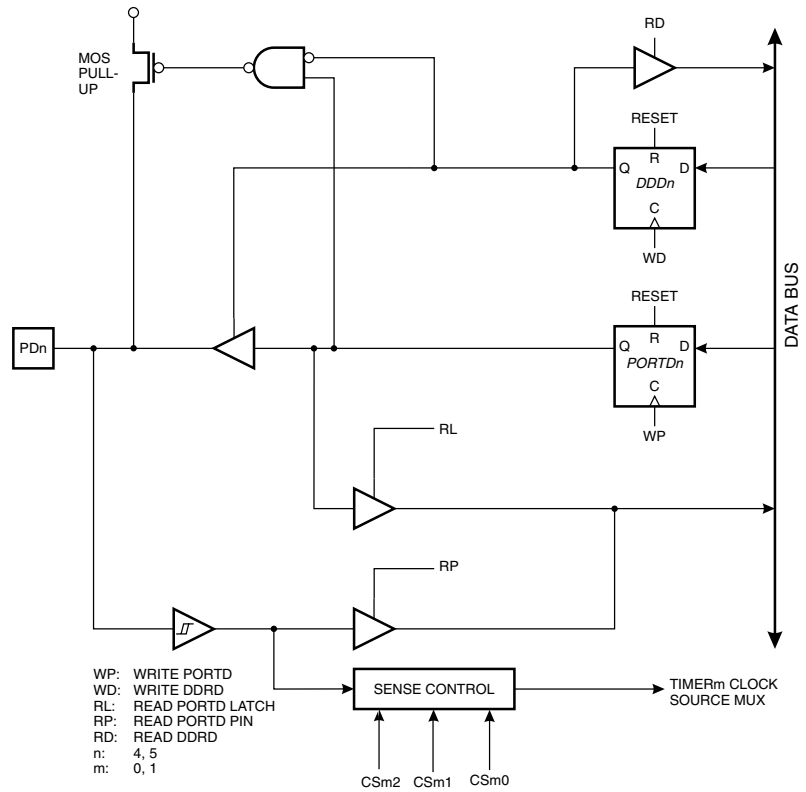 MOS
PULL-
UP
RD
RESET
R
Q
D
DDDn
C
WD
RESET
R
Q
D
PORTDn
C
WP
PDn
DATA BUS
RL
RP
WP: WRITE PORTD
WD: WRITE DDRD
RL: READ PORTD LATCH
RP: READ PORTD PIN
RD: READ DDRD
n: 4, 5
m: 0, 1
SENSE CONTROL
TIMERm CLOCK
SOURCE MUX
CSm2 CSm1 CSm0